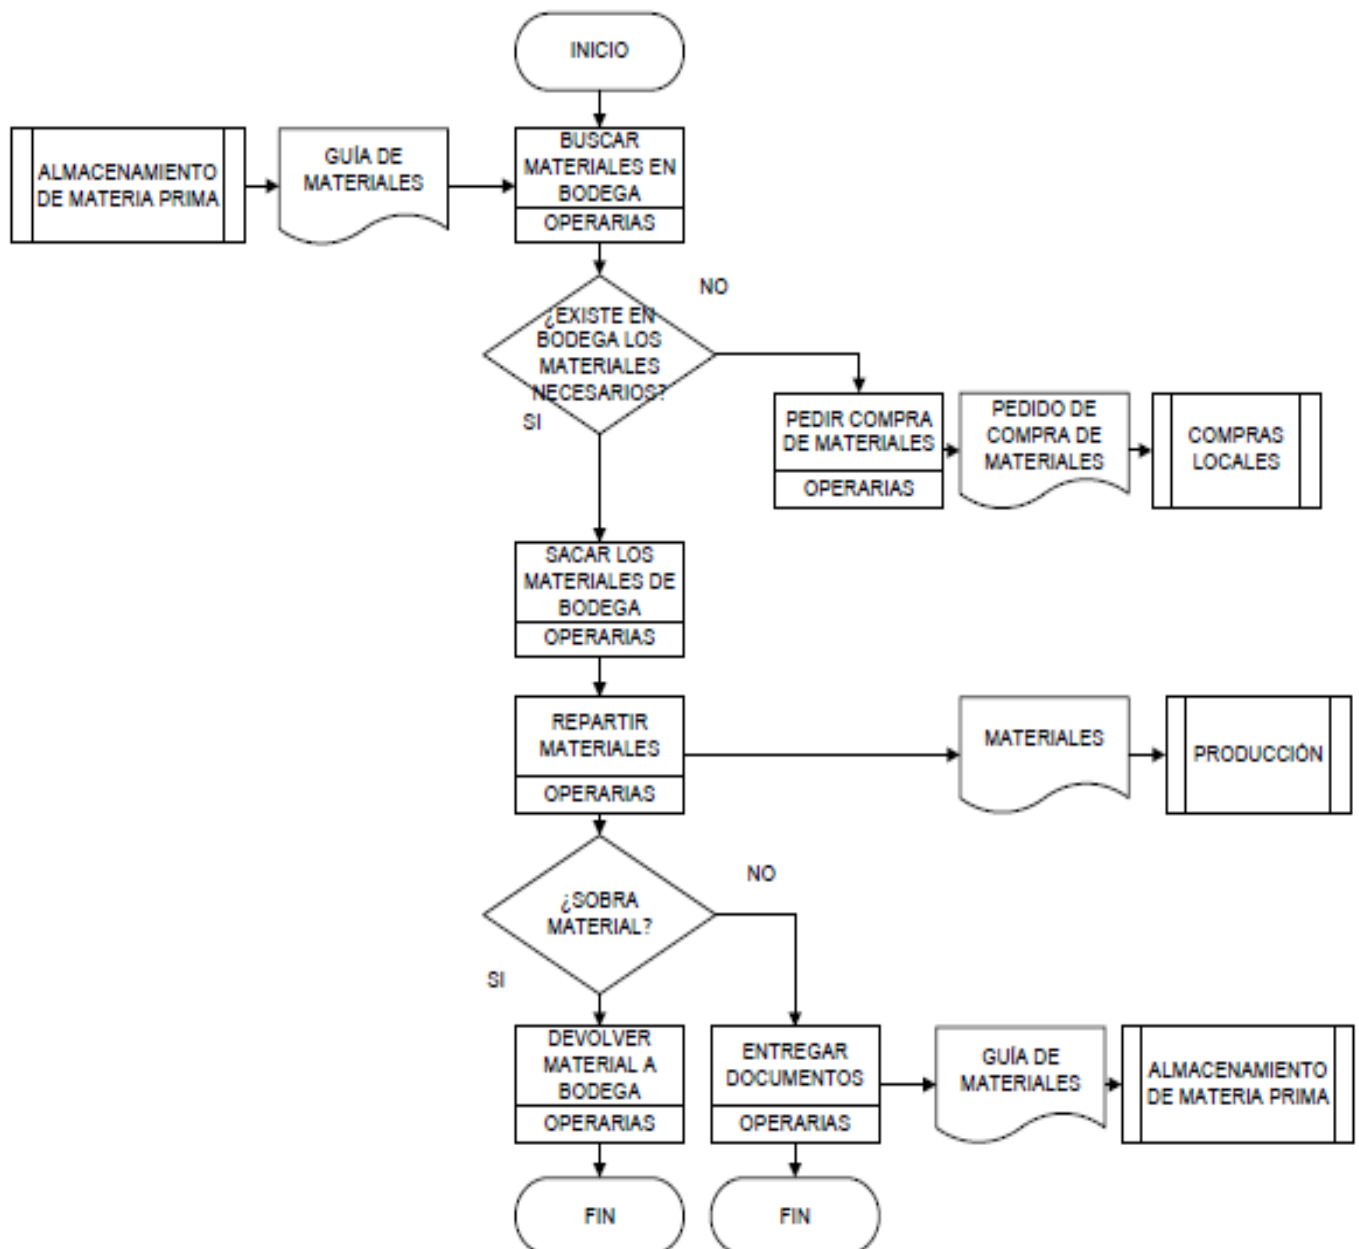 INICIO
ALMACENAMIENTO
DE MATERIA PRIMA
GUÍA DE
MATERIALES
BUSCAR
MATERIALES EN
BODEGA
OPERARIAS
NO
¿EXISTE EN
BODEGA LOS
MATERIALES
NECESARIOS?
SI
PEDIR COMPRA
DE MATERIALES
OPERARIAS
PEDIDO DE
COMPRA DE
MATERIALES
COMPRAS
LOCALES
SACAR LOS
MATERIALES DE
BODEGA
OPERARIAS
REPARTIR
MATERIALES
OPERARIAS
MATERIALES
PRODUCCIÓN
NO
¿SOBRA
MATERIAL?
SI
DEVOLVER
MATERIAL A
BODEGA
OPERARIAS
ENTREGAR
DOCUMENTOS
OPERARIAS
GUÍA DE
MATERIALES
ALMACENAMIENTO
DE MATERIA PRIMA
FIN
FIN